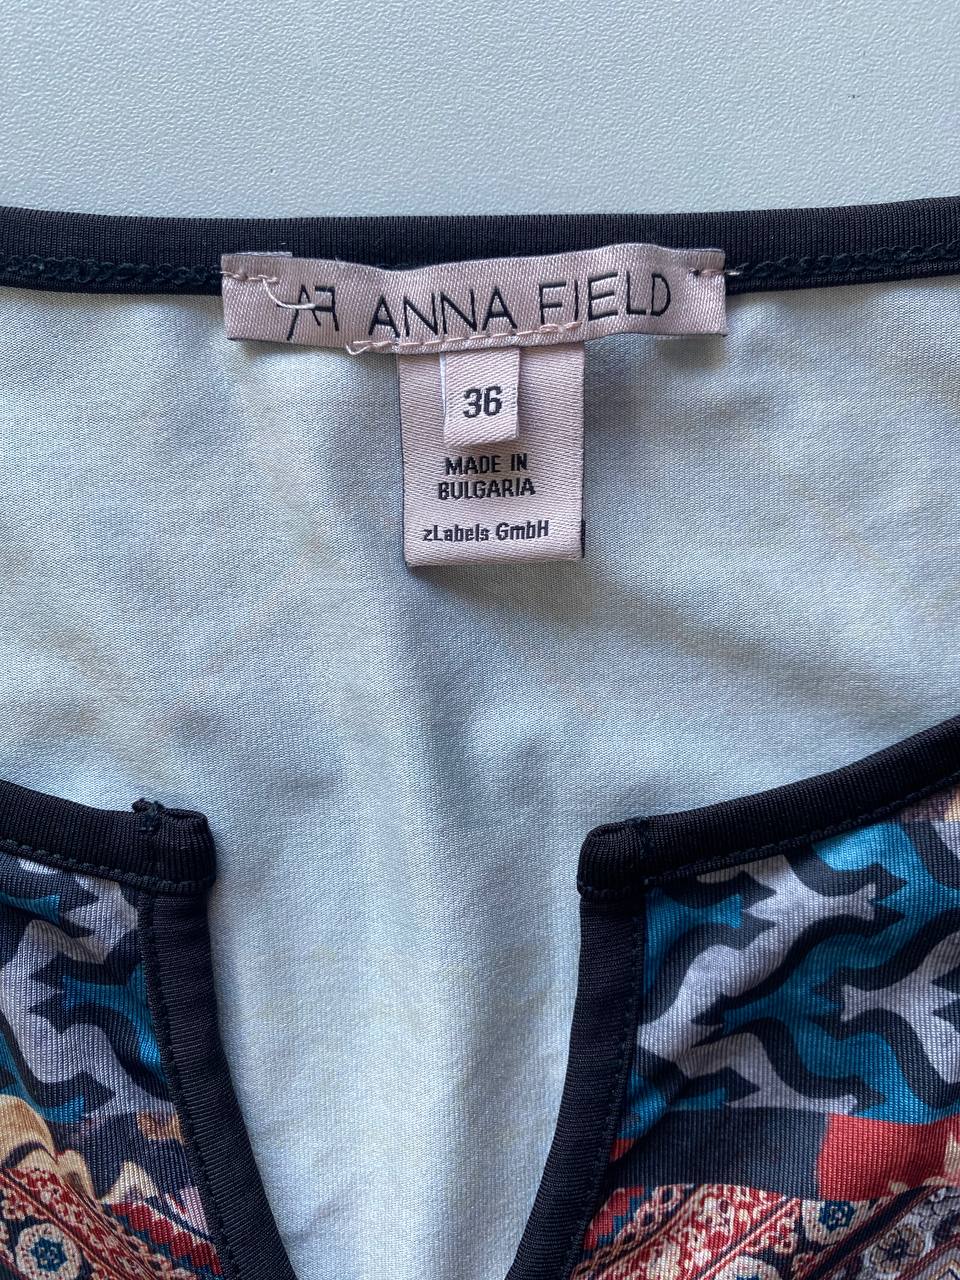 AF ANNA FIELD
36
MADE IN
BULGARIA
zLabels GmbH